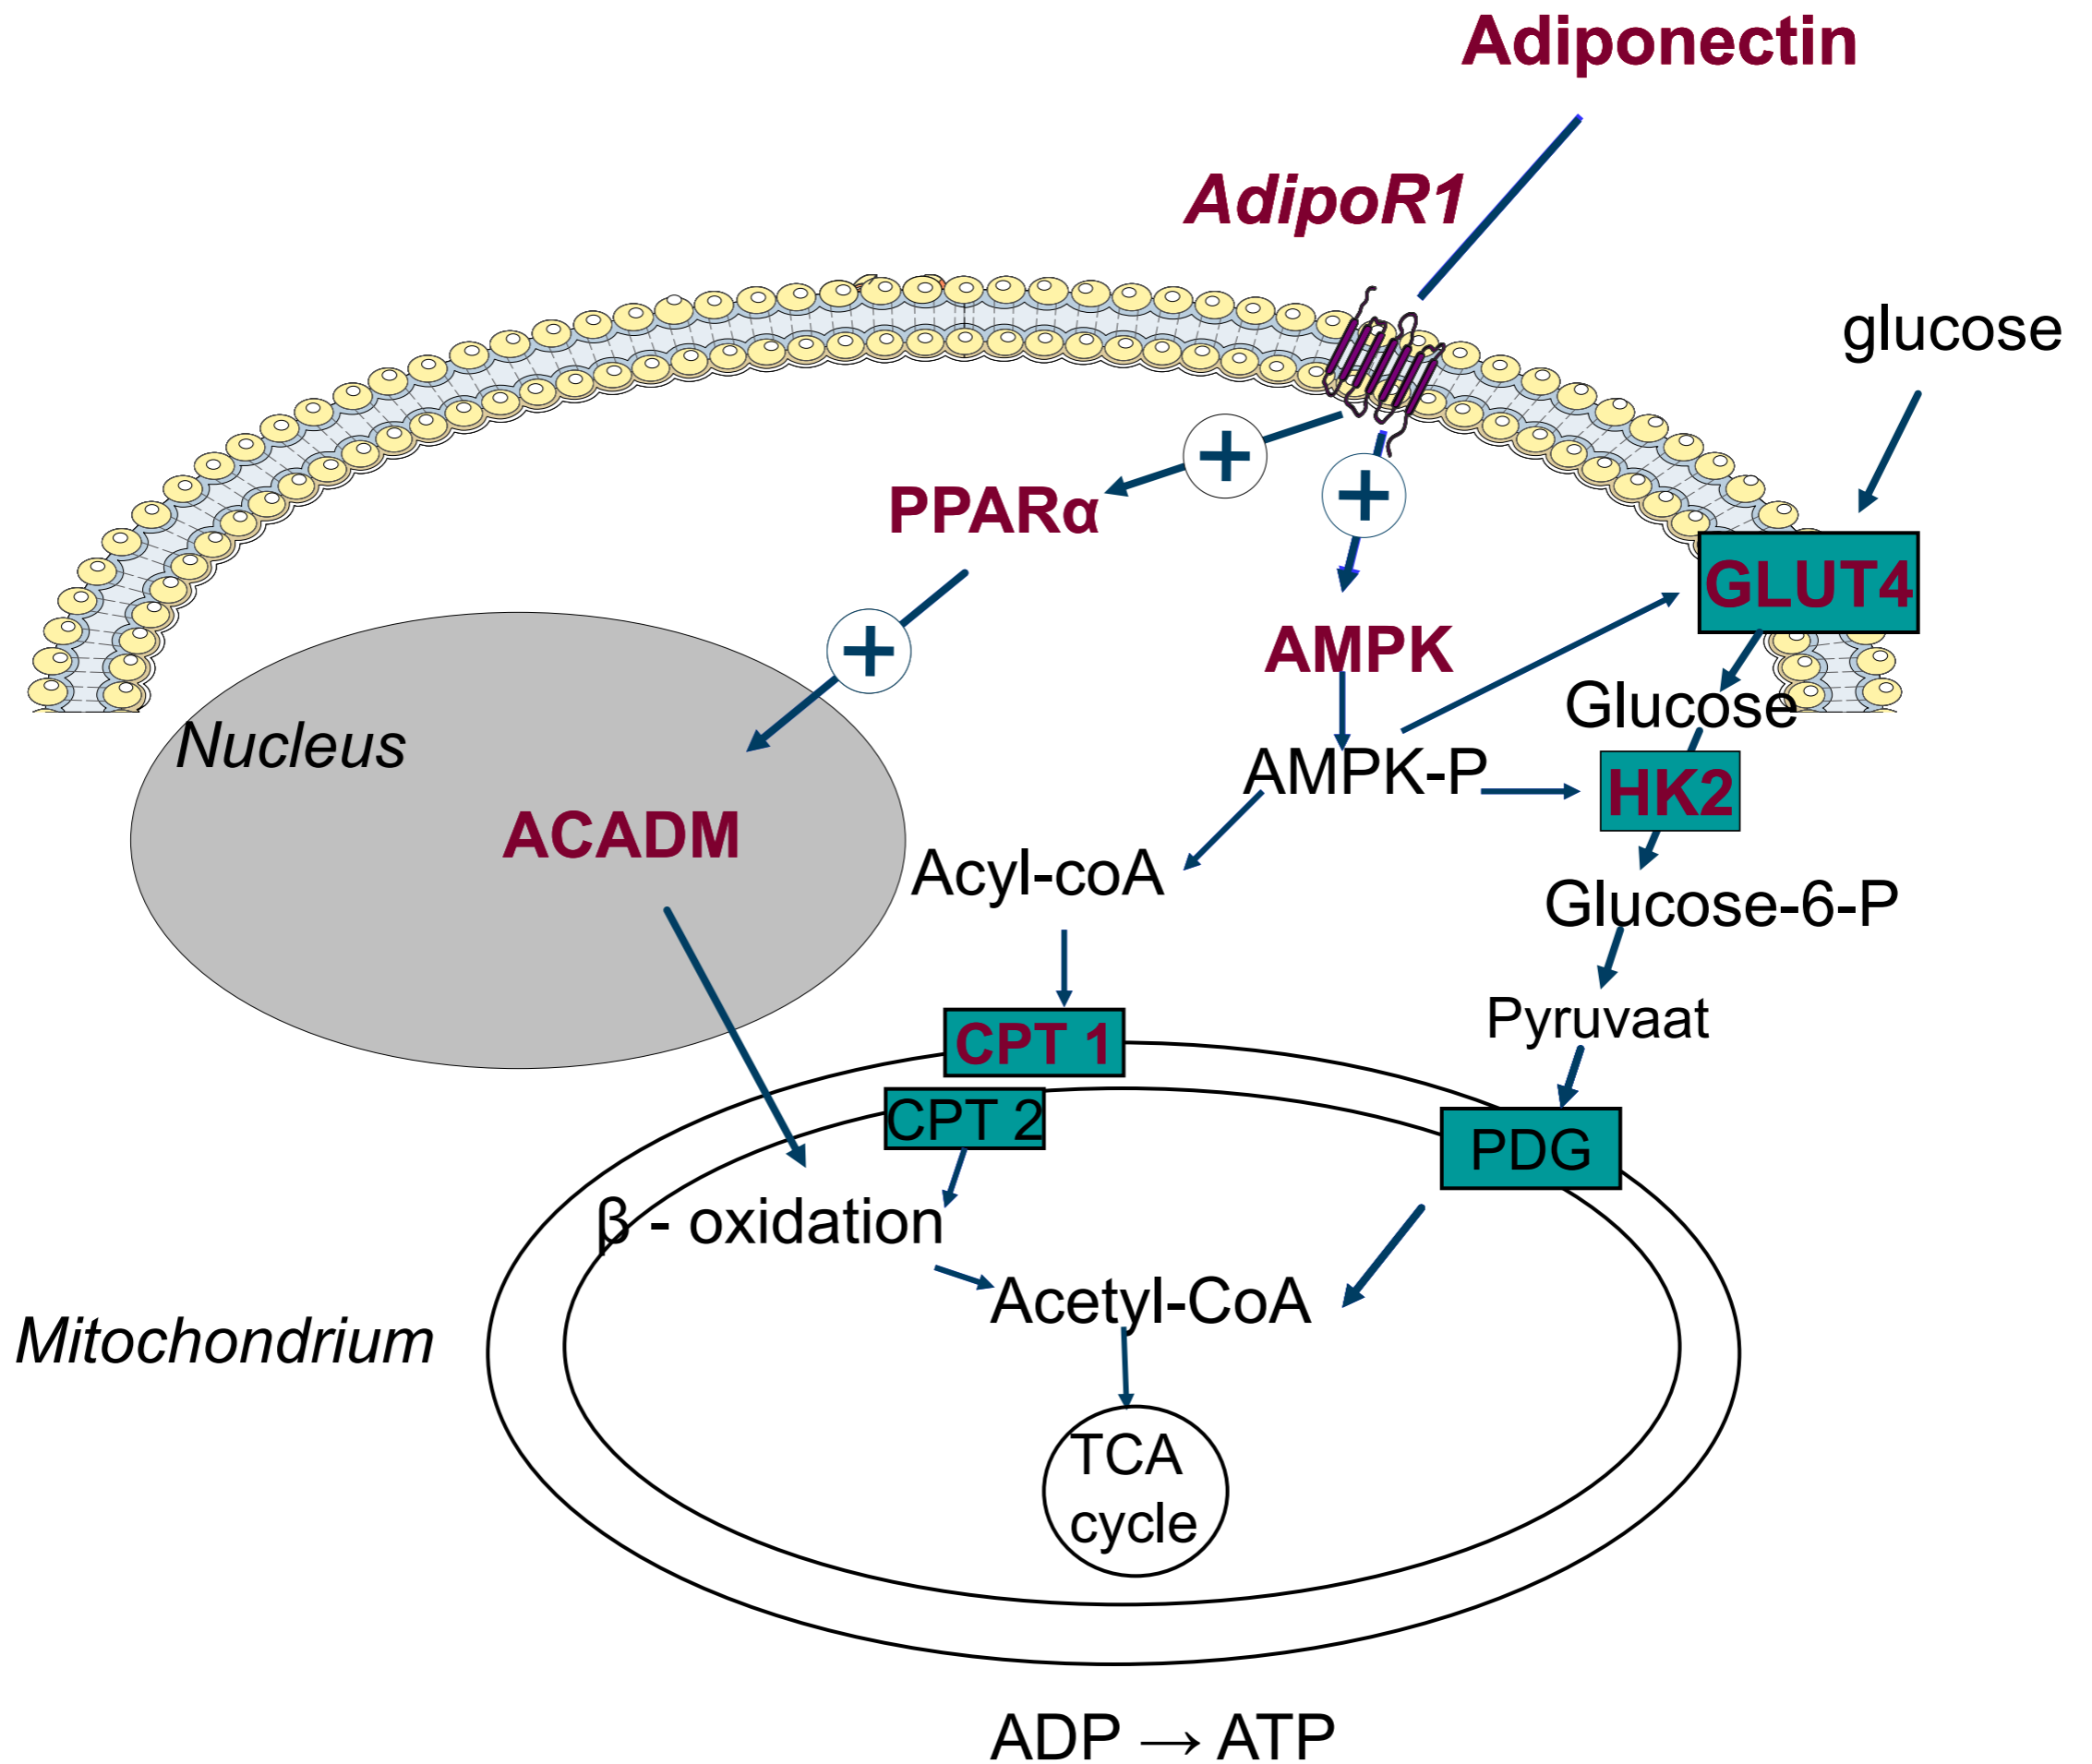 Adiponectin
AdipoR1
glucose
+
+
PPARα
GLUT4
+
AMPK
Glucose
Nucleus
AMPK-P
HK2
ACADM
Acyl-coA
Glucose-6-P
Pyruvaat
CPT 1
CPT 2
PDG
β - oxidation
Acetyl-CoA
Mitochondrium
TCA
cycle
ADP → ATP